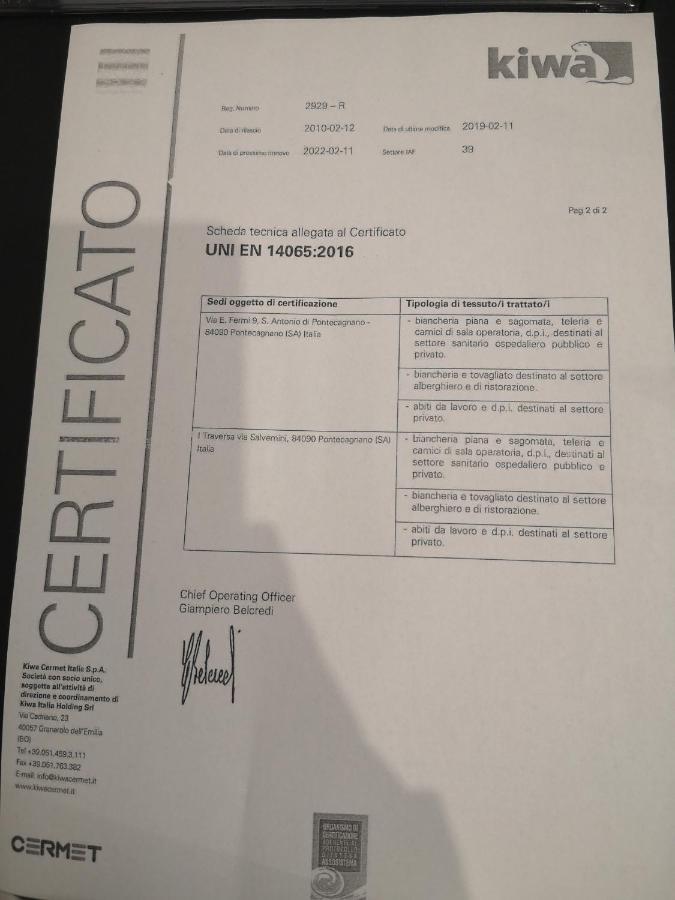 CERTIFICATO
kiwa
Reg. Numero 2929 – R
Data di rilascio 2010-02-12 Data di ultima modifica 2019-02-11
Data di prossimo rinnovo 2022-02-11 Settore IAF 39
Pag 2 di 2
Scheda tecnica allegata al Certificato
UNI EN 14065:2016
Sedi oggetto di certificazione Tipologia di tessuto/i trattato/i
Via E. Fermi 9, S. Antonio di Pontecagnano -
84090 Pontecagnano (SA) Italia
- biancheria piana e sagomata, teleria e
camici di sala operatoria, d.p.i., destinati al
settore sanitario ospedaliero pubblico e
privato.
- biancheria e tovagliato destinato al settore
alberghiero e di ristorazione.
- abiti da lavoro e d.p.i. destinati al settore
privato.
I Traversa via Salvemini, 84090 Pontecagnano (SA)
Italia
- biancheria piana e sagomata, teleria e
camici di sala operatoria, d.p.i., destinati al
settore sanitario ospedaliero pubblico e
privato.
- biancheria e tovagliato destinato al settore
alberghiero e di ristorazione.
- abiti da lavoro e d.p.i. destinati al settore
privato.
Chief Operating Officer
Giampiero Belcredi
Kiwa Cermet Italia S.p.A.
Società con socio unico,
soggetta all'attività di
direzione e coordinamento di
Kiwa Italia Holding Srl
Via Cadriano, 23
40057 Granarolo dell'Emilia
(BO)
Tel +39.051.459.3.111
Fax +39.051.763.382
E-mail: info@kiwacermet.it
www.kiwacermet.it
CERMET
ORGANISMO DI
CERTIFICAZIONE
ADERENTE AL
PROTOCOLLO
D'INTESA
ASSOSISTEMA